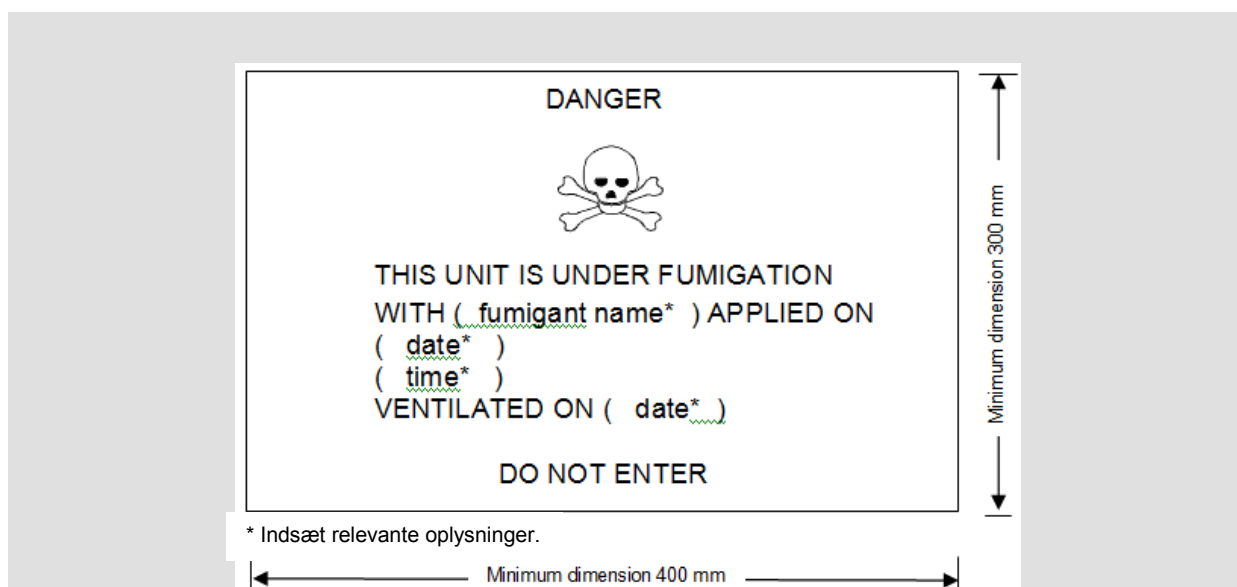 DANGER
THIS UNIT IS UNDER FUMIGATION
WITH ( fumigant name* ) APPLIED ON
( date* )
( time* )
VENTILATED ON ( date* )
DO NOT ENTER
Minimum dimension 300 mm
* Indsæt relevante oplysninger.
Minimum dimension 400 mm